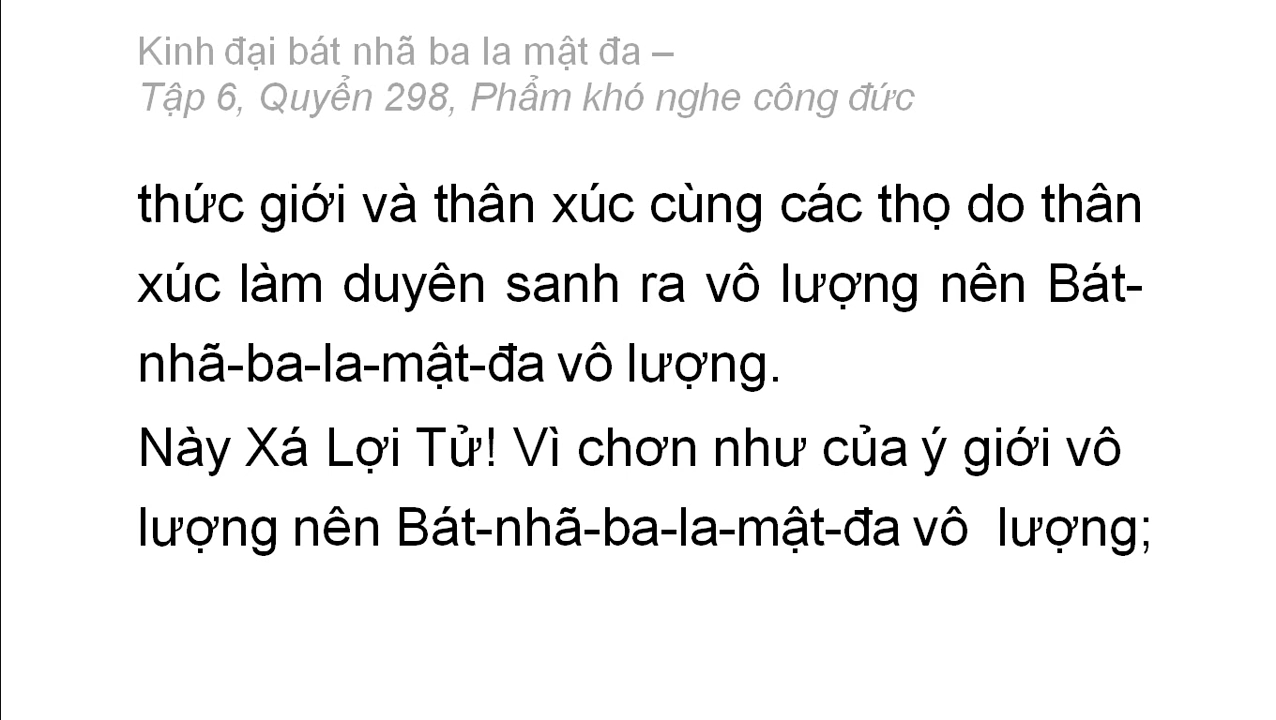 Kinh đại bát nhã ba la mật đa –
Tập 6, Quyển 298, Phẩm khó nghe công đức
thức giới và thân xúc cùng các thọ do thân
xúc làm duyên sanh ra vô lượng nên Bát-
nhã-ba-la-mật-đa vô lượng.
Này Xá Lợi Tử! Vì chơn như của ý giới vô
lượng nên Bát-nhã-ba-la-mật-đa vô lượng;